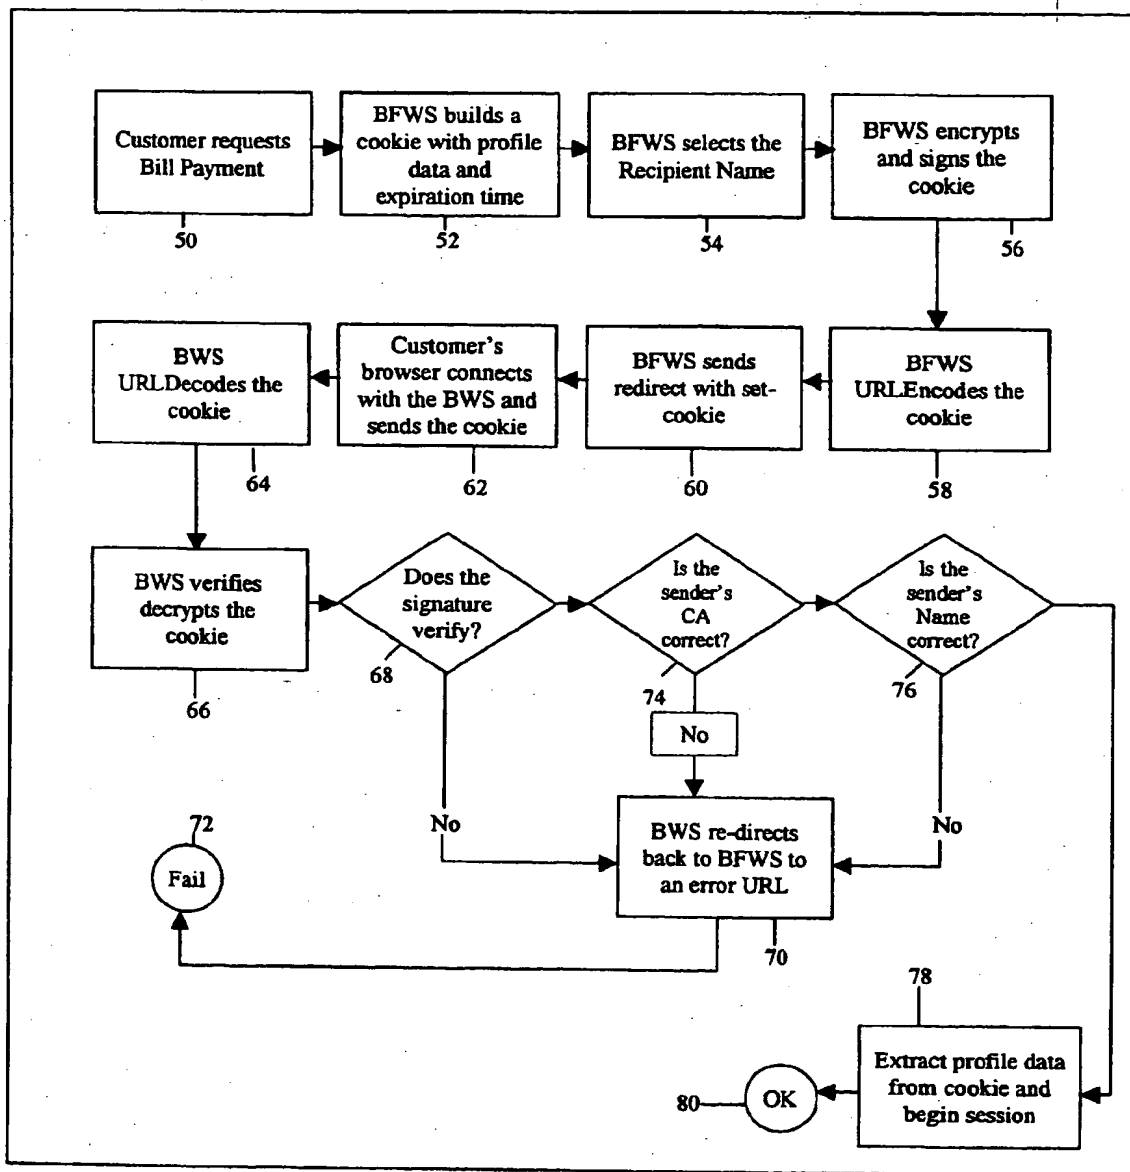 Customer requests
Bill Payment
50
BFWS builds a
cookie with profile
data and
expiration time
52
BFWS selects the
Recipient Name
54
BFWS encrypts
and signs the
cookie
56
BFWS
URLEncodes the
cookie
58
BFWS sends
redirect with set-
cookie
60
Customer's
browser connects
with the BWS and
sends the cookie
62
BWS
URLDecodes the
cookie
64
BWS verifies
decrypts the
cookie
66
Does the
signature
verify?
68
Is the
sender's
CA
correct?
74
Is the
sender's
Name
correct?
76
No
No
No
BWS re-directs
back to BFWS to
an error URL
70
72
Fail
78
Extract profile data
from cookie and
begin session
80
OK